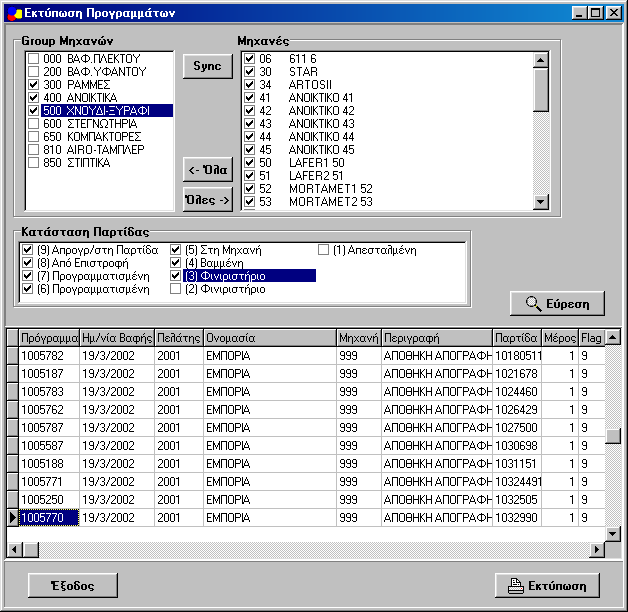 Εκτύπωση Προγραμμάτων
Group Μηχανών
000 ΒΑΦ.ΠΛΕΚΤΟΥ
200 ΒΑΦ.ΥΦΑΝΤΟΥ
300 ΡΑΜΜΕΣ
400 ΑΝΟΙΚΤΙΚΑ
500 ΧΝΟΥΔΙ-ΞΥΡΑΦΙ
600 ΣΤΕΓΝΩΤΗΡΙΑ
650 ΚΟΜΠΑΚΤΟΡΕΣ
810 AIRO-ΤΑΜΠΛΕΡ
850 ΣΤΙΠΤΙΚΑ
Sync
<- Όλα
Όλες ->
Μηχανές
06 611 6
30 STAR
34 ARTOSII
41 ΑΝΟΙΚΤΙΚΟ 41
42 ΑΝΟΙΚΤΙΚΟ 42
43 ΑΝΟΙΚΤΙΚΟ 43
44 ΑΝΟΙΚΤΙΚΟ 44
45 ΑΝΟΙΚΤΙΚΟ 45
50 LAFER1 50
51 LAFER2 51
52 MORTAMET1 52
53 MORTAMET2 53
Κατάσταση Παρτίδας
(9) Απρογρ/στη Παρτίδα
(8) Από Επιστροφή
(7) Προγραμματισμένη
(6) Προγραμματισμένη
(5) Στη Μηχανή
(4) Βαμμένη
(3) Φινιριστήριο
(2) Φινιριστήριο
(1) Απεσταλμένη
Εύρεση
Πρόγραμμα Ημ/νία Βαφής Πελάτης Ονομασία Μηχανή Περιγραφή Παρτίδα Μέρος Flag
1005782 19/3/2002 2001 ΕΜΠΟΡΙΑ 999 ΑΠΟΘΗΚΗ ΑΠΟΓΡΑΦΗ 10180511 1 9
1005187 19/3/2002 2001 ΕΜΠΟΡΙΑ 999 ΑΠΟΘΗΚΗ ΑΠΟΓΡΑΦΗ 1021678 1 9
1005783 19/3/2002 2001 ΕΜΠΟΡΙΑ 999 ΑΠΟΘΗΚΗ ΑΠΟΓΡΑΦΗ 1024460 1 9
1005762 19/3/2002 2001 ΕΜΠΟΡΙΑ 999 ΑΠΟΘΗΚΗ ΑΠΟΓΡΑΦΗ 1026429 1 9
1005787 19/3/2002 2001 ΕΜΠΟΡΙΑ 999 ΑΠΟΘΗΚΗ ΑΠΟΓΡΑΦΗ 1027500 1 9
1005587 19/3/2002 2001 ΕΜΠΟΡΙΑ 999 ΑΠΟΘΗΚΗ ΑΠΟΓΡΑΦΗ 1030698 1 9
1005188 19/3/2002 2001 ΕΜΠΟΡΙΑ 999 ΑΠΟΘΗΚΗ ΑΠΟΓΡΑΦΗ 1031151 1 9
1005771 19/3/2002 2001 ΕΜΠΟΡΙΑ 999 ΑΠΟΘΗΚΗ ΑΠΟΓΡΑΦΗ 10324491 1 9
1005250 19/3/2002 2001 ΕΜΠΟΡΙΑ 999 ΑΠΟΘΗΚΗ ΑΠΟΓΡΑΦΗ 1032505 1 9
1005770 19/3/2002 2001 ΕΜΠΟΡΙΑ 999 ΑΠΟΘΗΚΗ ΑΠΟΓΡΑΦΗ 1032990 1 9
Έξοδος
Εκτύπωση